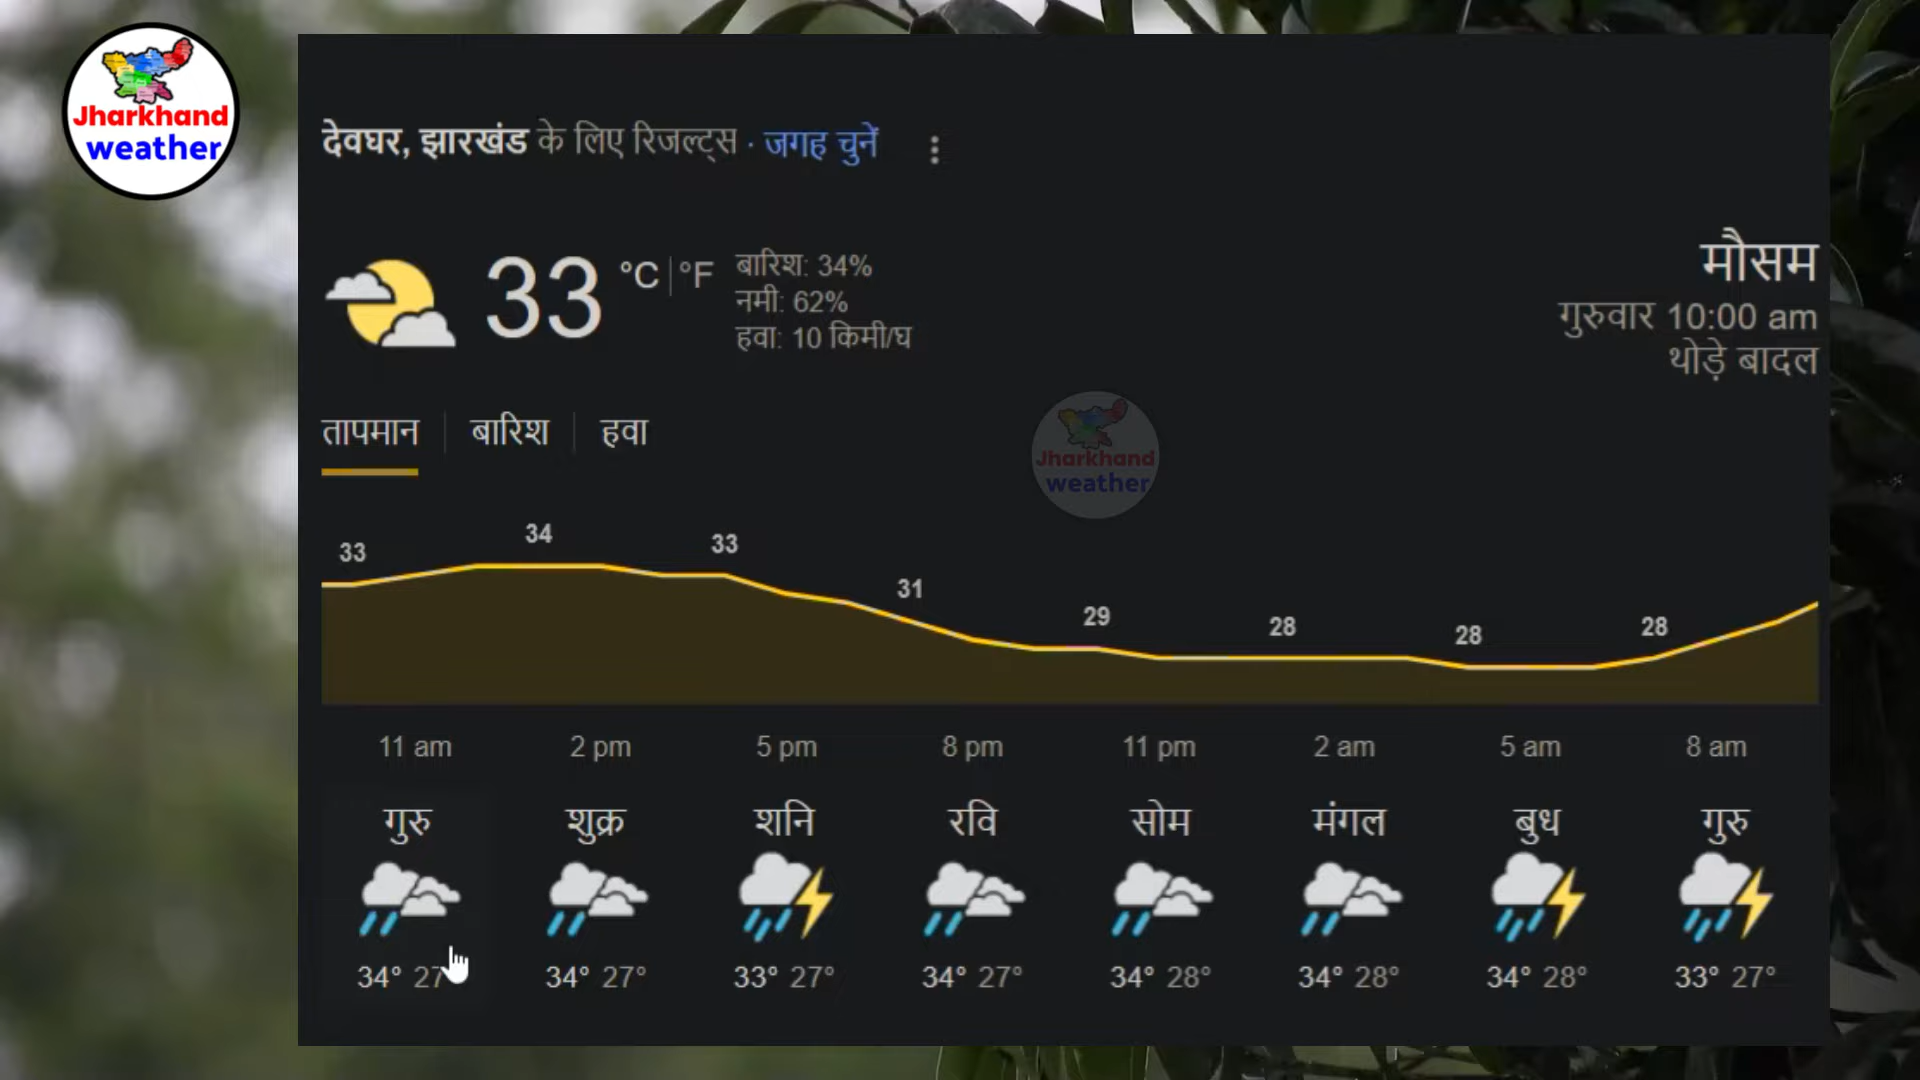 Jharkhand
weather
देवघर, झारखंड के लिए रिजल्ट्स · जगह चुनें
33 °C | °F
बारिश: 34%
नमी: 62%
हवा: 10 किमी/घ
मौसम
गुरुवार 10:00 am
थोड़े बादल
तापमान बारिश हवा
Jharkhand
weather
33 34 33 31 29 28 28 28
11 am 2 pm 5 pm 8 pm 11 pm 2 am 5 am 8 am
गुरु शुक्र शनि रवि सोम मंगल बुध गुरु
34° 27 34° 27° 33° 27° 34° 27° 34° 28° 34° 28° 34° 28° 33° 27°